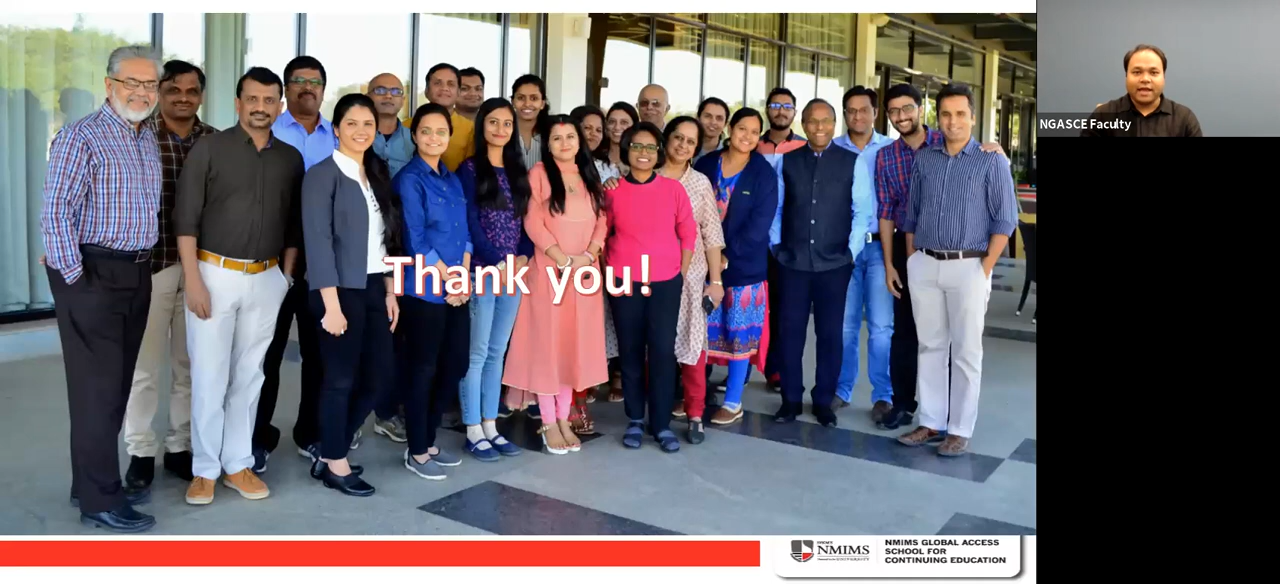 Thank you!
NGASCE Faculty
NMIMS
NMIMS GLOBAL ACCESS
SCHOOL FOR
CONTINUING EDUCATION